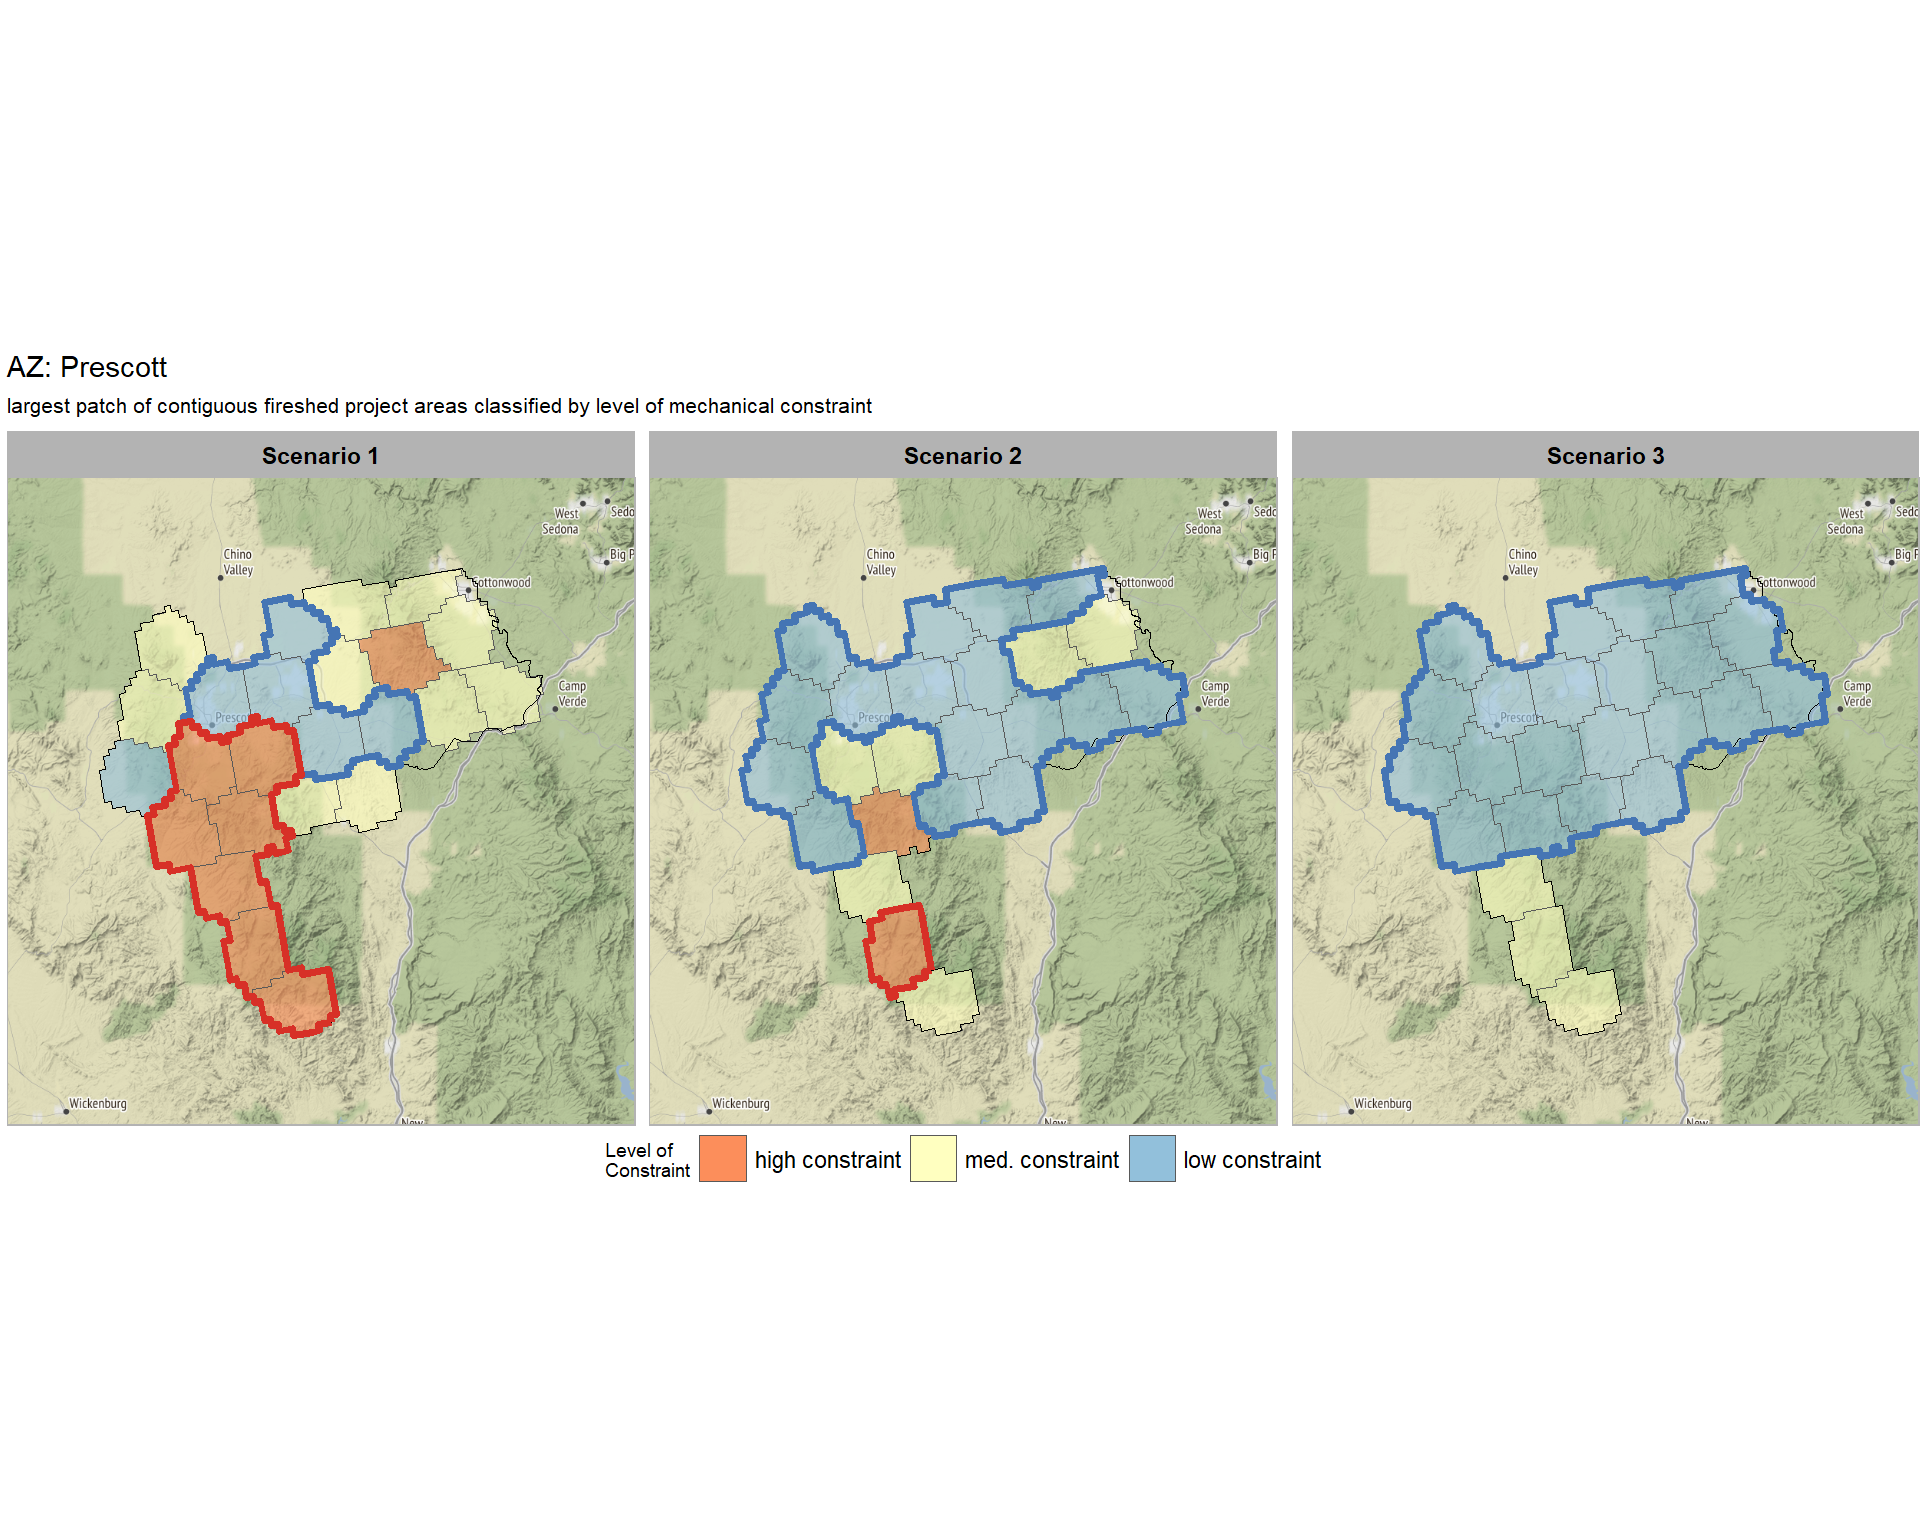 AZ: Prescott
largest patch of contiguous fireshed project areas classified by level of mechanical constraint
Scenario 1
Scenario 2
Scenario 3
West
Sedona
Sedo
Big P
Chino
Valley
Cottonwood
Camp
Verde
Prescott
Wickenburg
New
West
Sedona
Sedo
Big F
Chino
Valley
Cottonwood
Camp
Verde
Presco
Wickenburg
New
West
Sedona
Sedo
Big P
Chino
Valley
ottonwood
Camp
Verde
Prescott
Wickenburg
New
Level of
Constraint
high constraint
med. constraint
low constraint